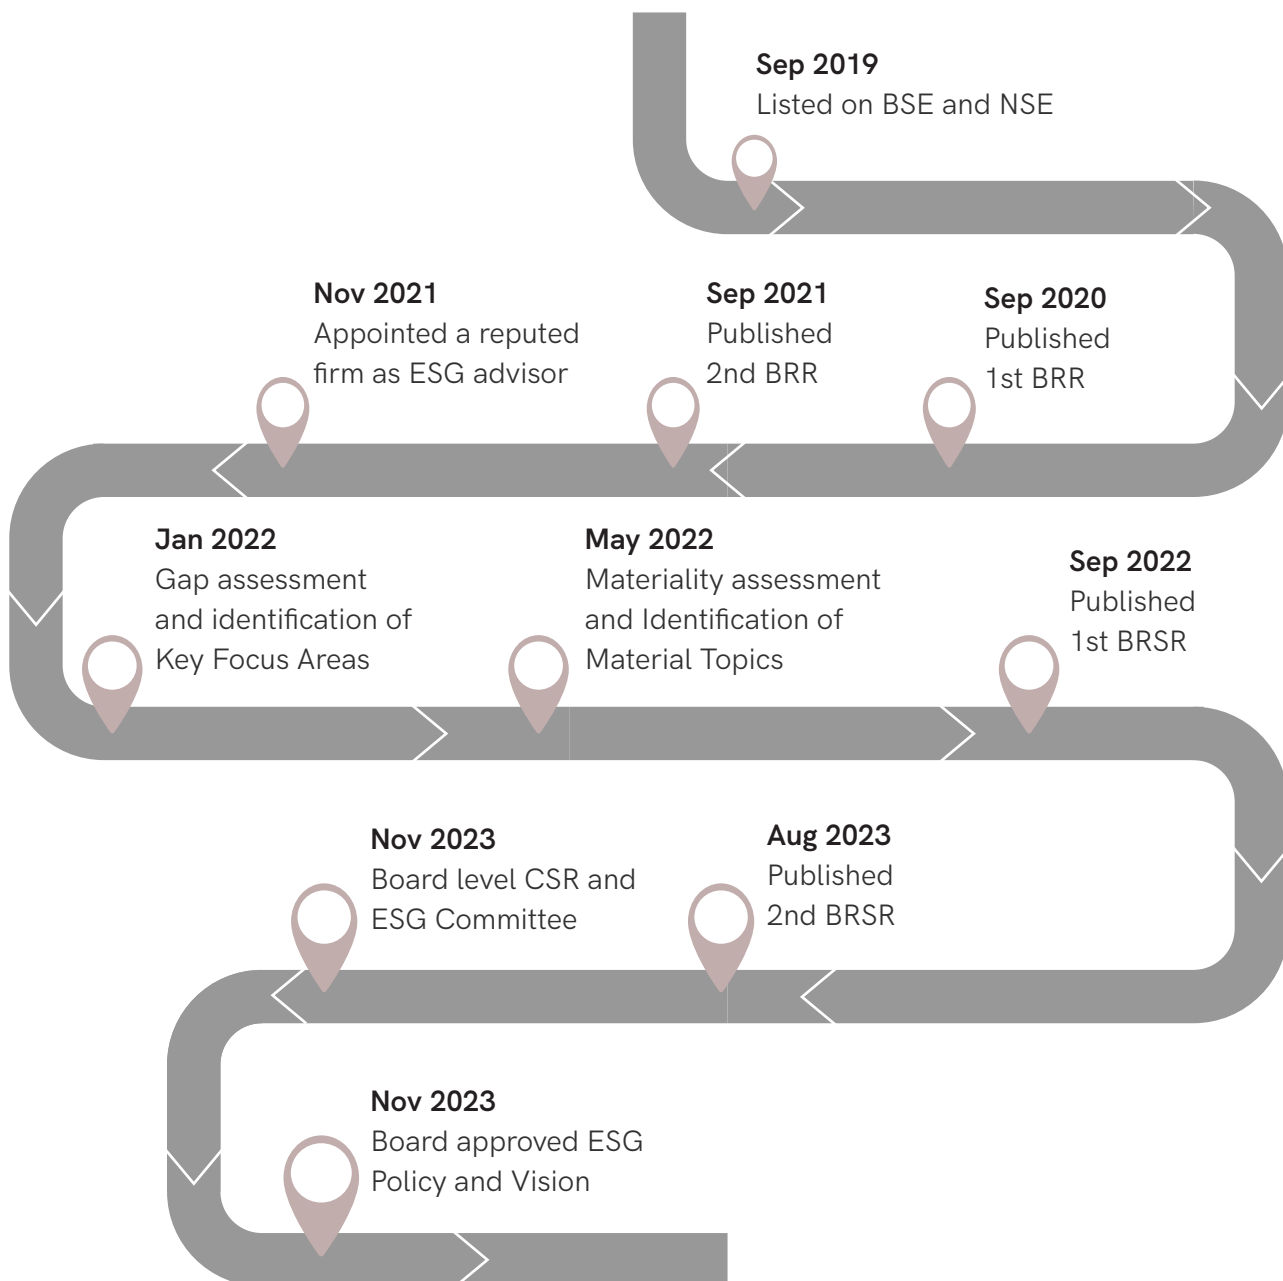 Sep 2019
Listed on BSE and NSE
Sep 2020
Published
1st BRR
Sep 2021
Published
2nd BRR
Nov 2021
Appointed a reputed
firm as ESG advisor
Jan 2022
Gap assessment
and identification of
Key Focus Areas
May 2022
Materiality assessment
and Identification of
Material Topics
Sep 2022
Published
1st BRSR
Aug 2023
Published
2nd BRSR
Nov 2023
Board level CSR and
ESG Committee
Nov 2023
Board approved ESG
Policy and Vision